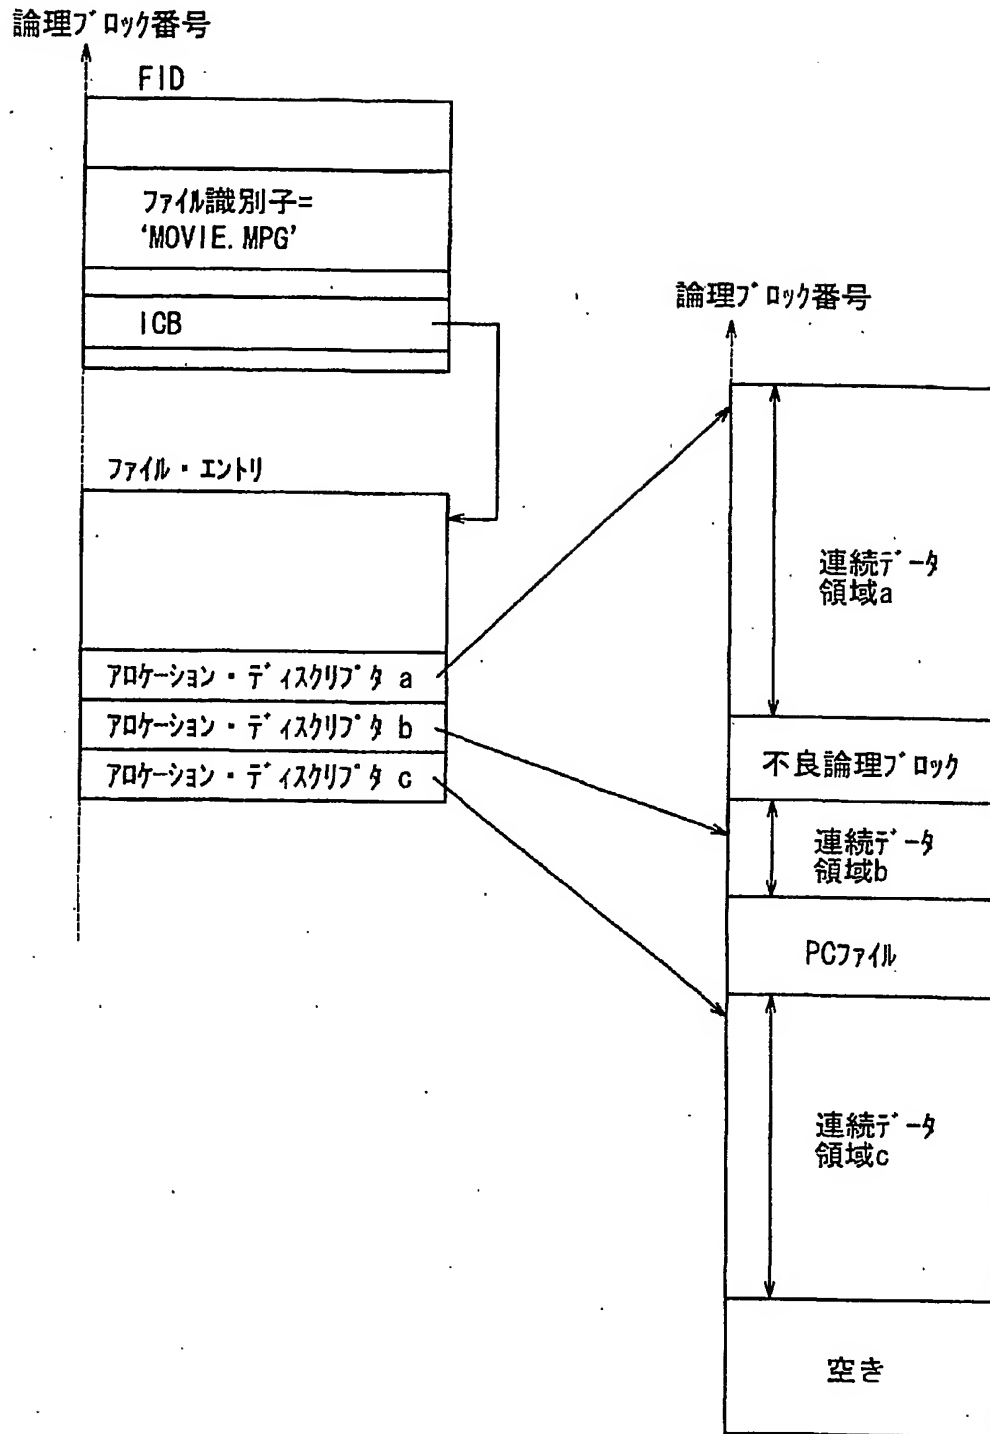 論理ブロック番号
FID
ファイル識別子=
‘MOVIE. MPG’
ICB
ファイル・エントリ
アロケーション・ディスクリプタ a
アロケーション・ディスクリプタ b
アロケーション・ディスクリプタ c
論理ブロック番号
連続データ
領域a
不良論理ブロック
連続データ
領域b
PCファイル
連続データ
領域c
空き